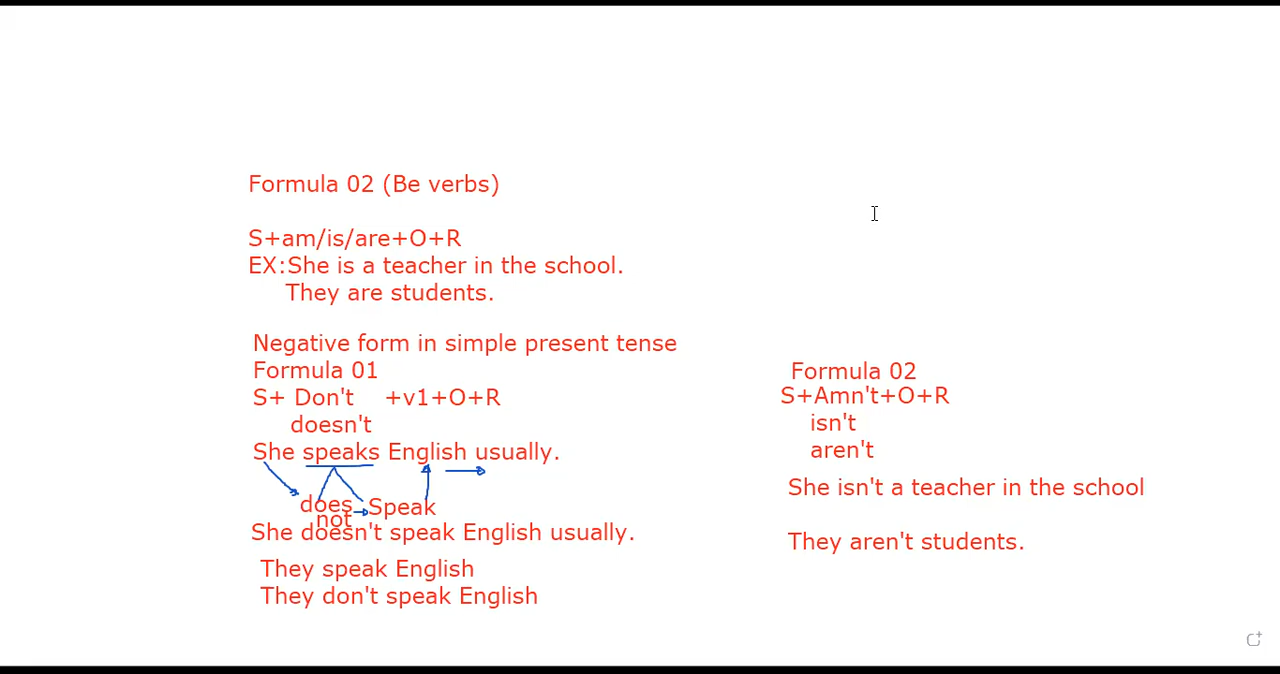 Formula 02 (Be verbs)
S+am/is/are+O+R
EX:She is a teacher in the school.
They are students.
Negative form in simple present tense
Formula 01
S+ Don't +v1+O+R
doesn't
She speaks English usually.
does Speak
not
She doesn't speak English usually.
They speak English
They don't speak English
Formula 02
S+Amn't+O+R
isn't
aren't
She isn't a teacher in the school
They aren't students.